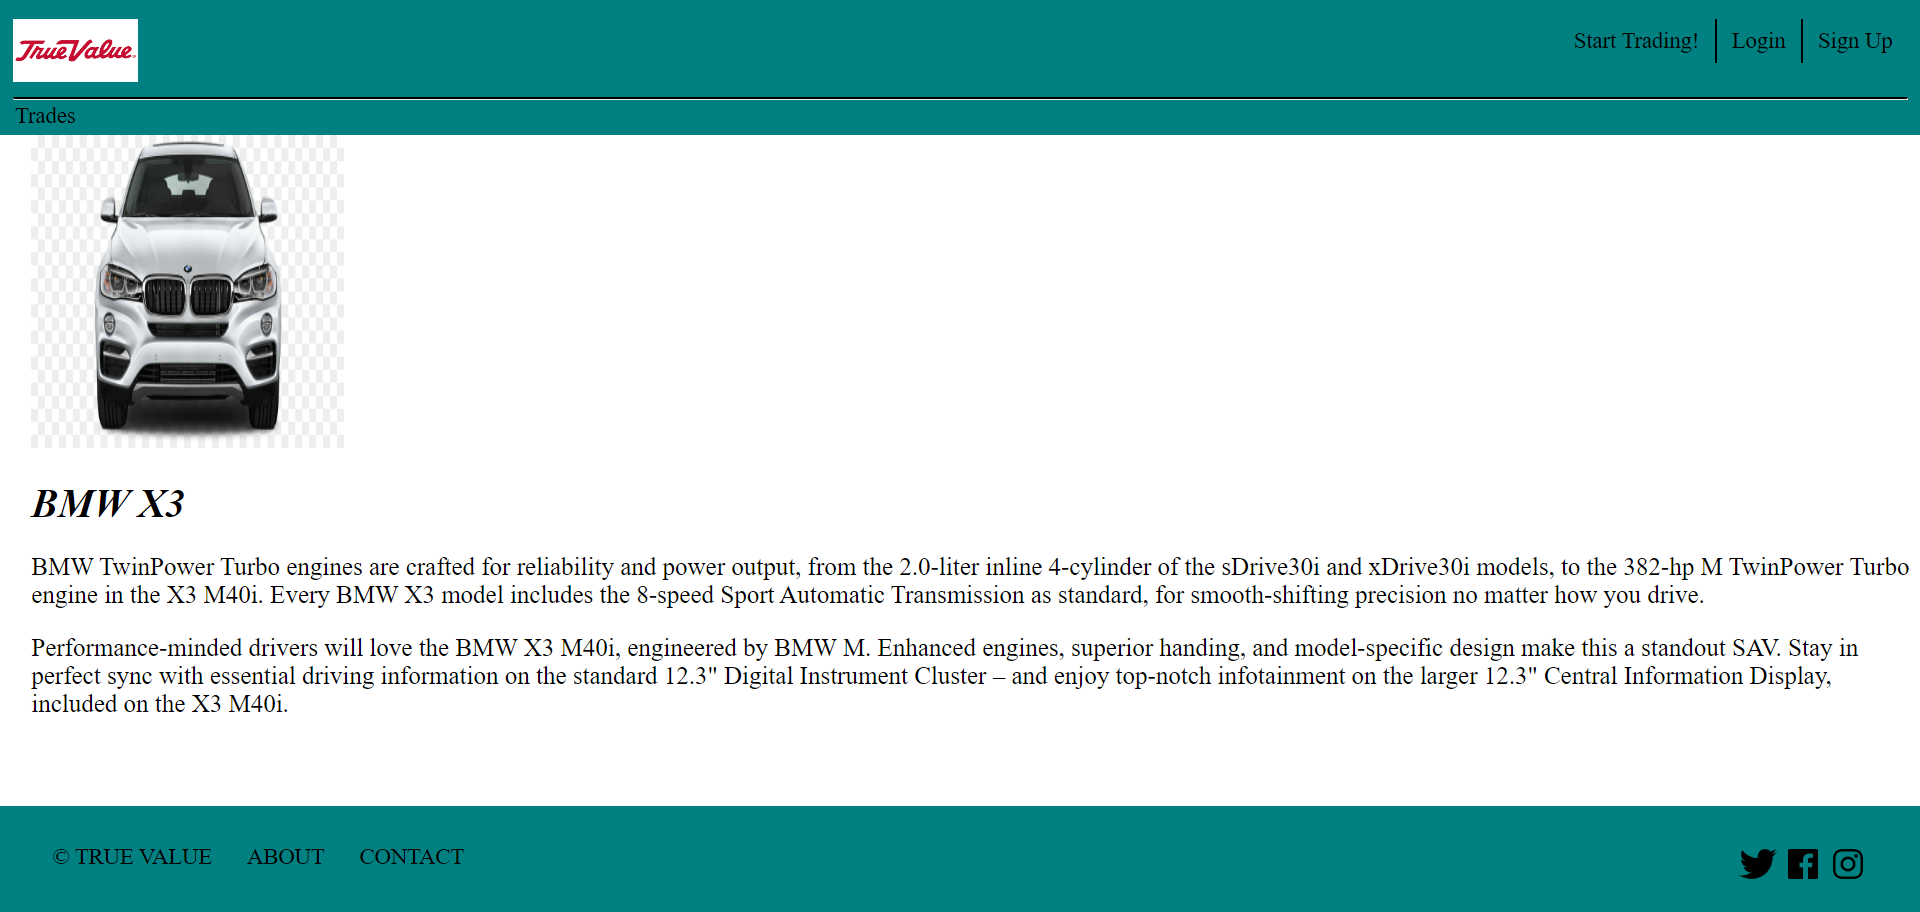 True Value
Start Trading! Login Sign Up
Trades
BMW X3
BMW TwinPower Turbo engines are crafted for reliability and power output, from the 2.0-liter inline 4-cylinder of the sDrive30i and xDrive30i models, to the 382-hp M TwinPower Turbo
engine in the X3 M40i. Every BMW X3 model includes the 8-speed Sport Automatic Transmission as standard, for smooth-shifting precision no matter how you drive.
Performance-minded drivers will love the BMW X3 M40i, engineered by BMW M. Enhanced engines, superior handing, and model-specific design make this a standout SAV. Stay in
perfect sync with essential driving information on the standard 12.3" Digital Instrument Cluster – and enjoy top-notch infotainment on the larger 12.3" Central Information Display,
included on the X3 M40i.
© TRUE VALUE ABOUT CONTACT